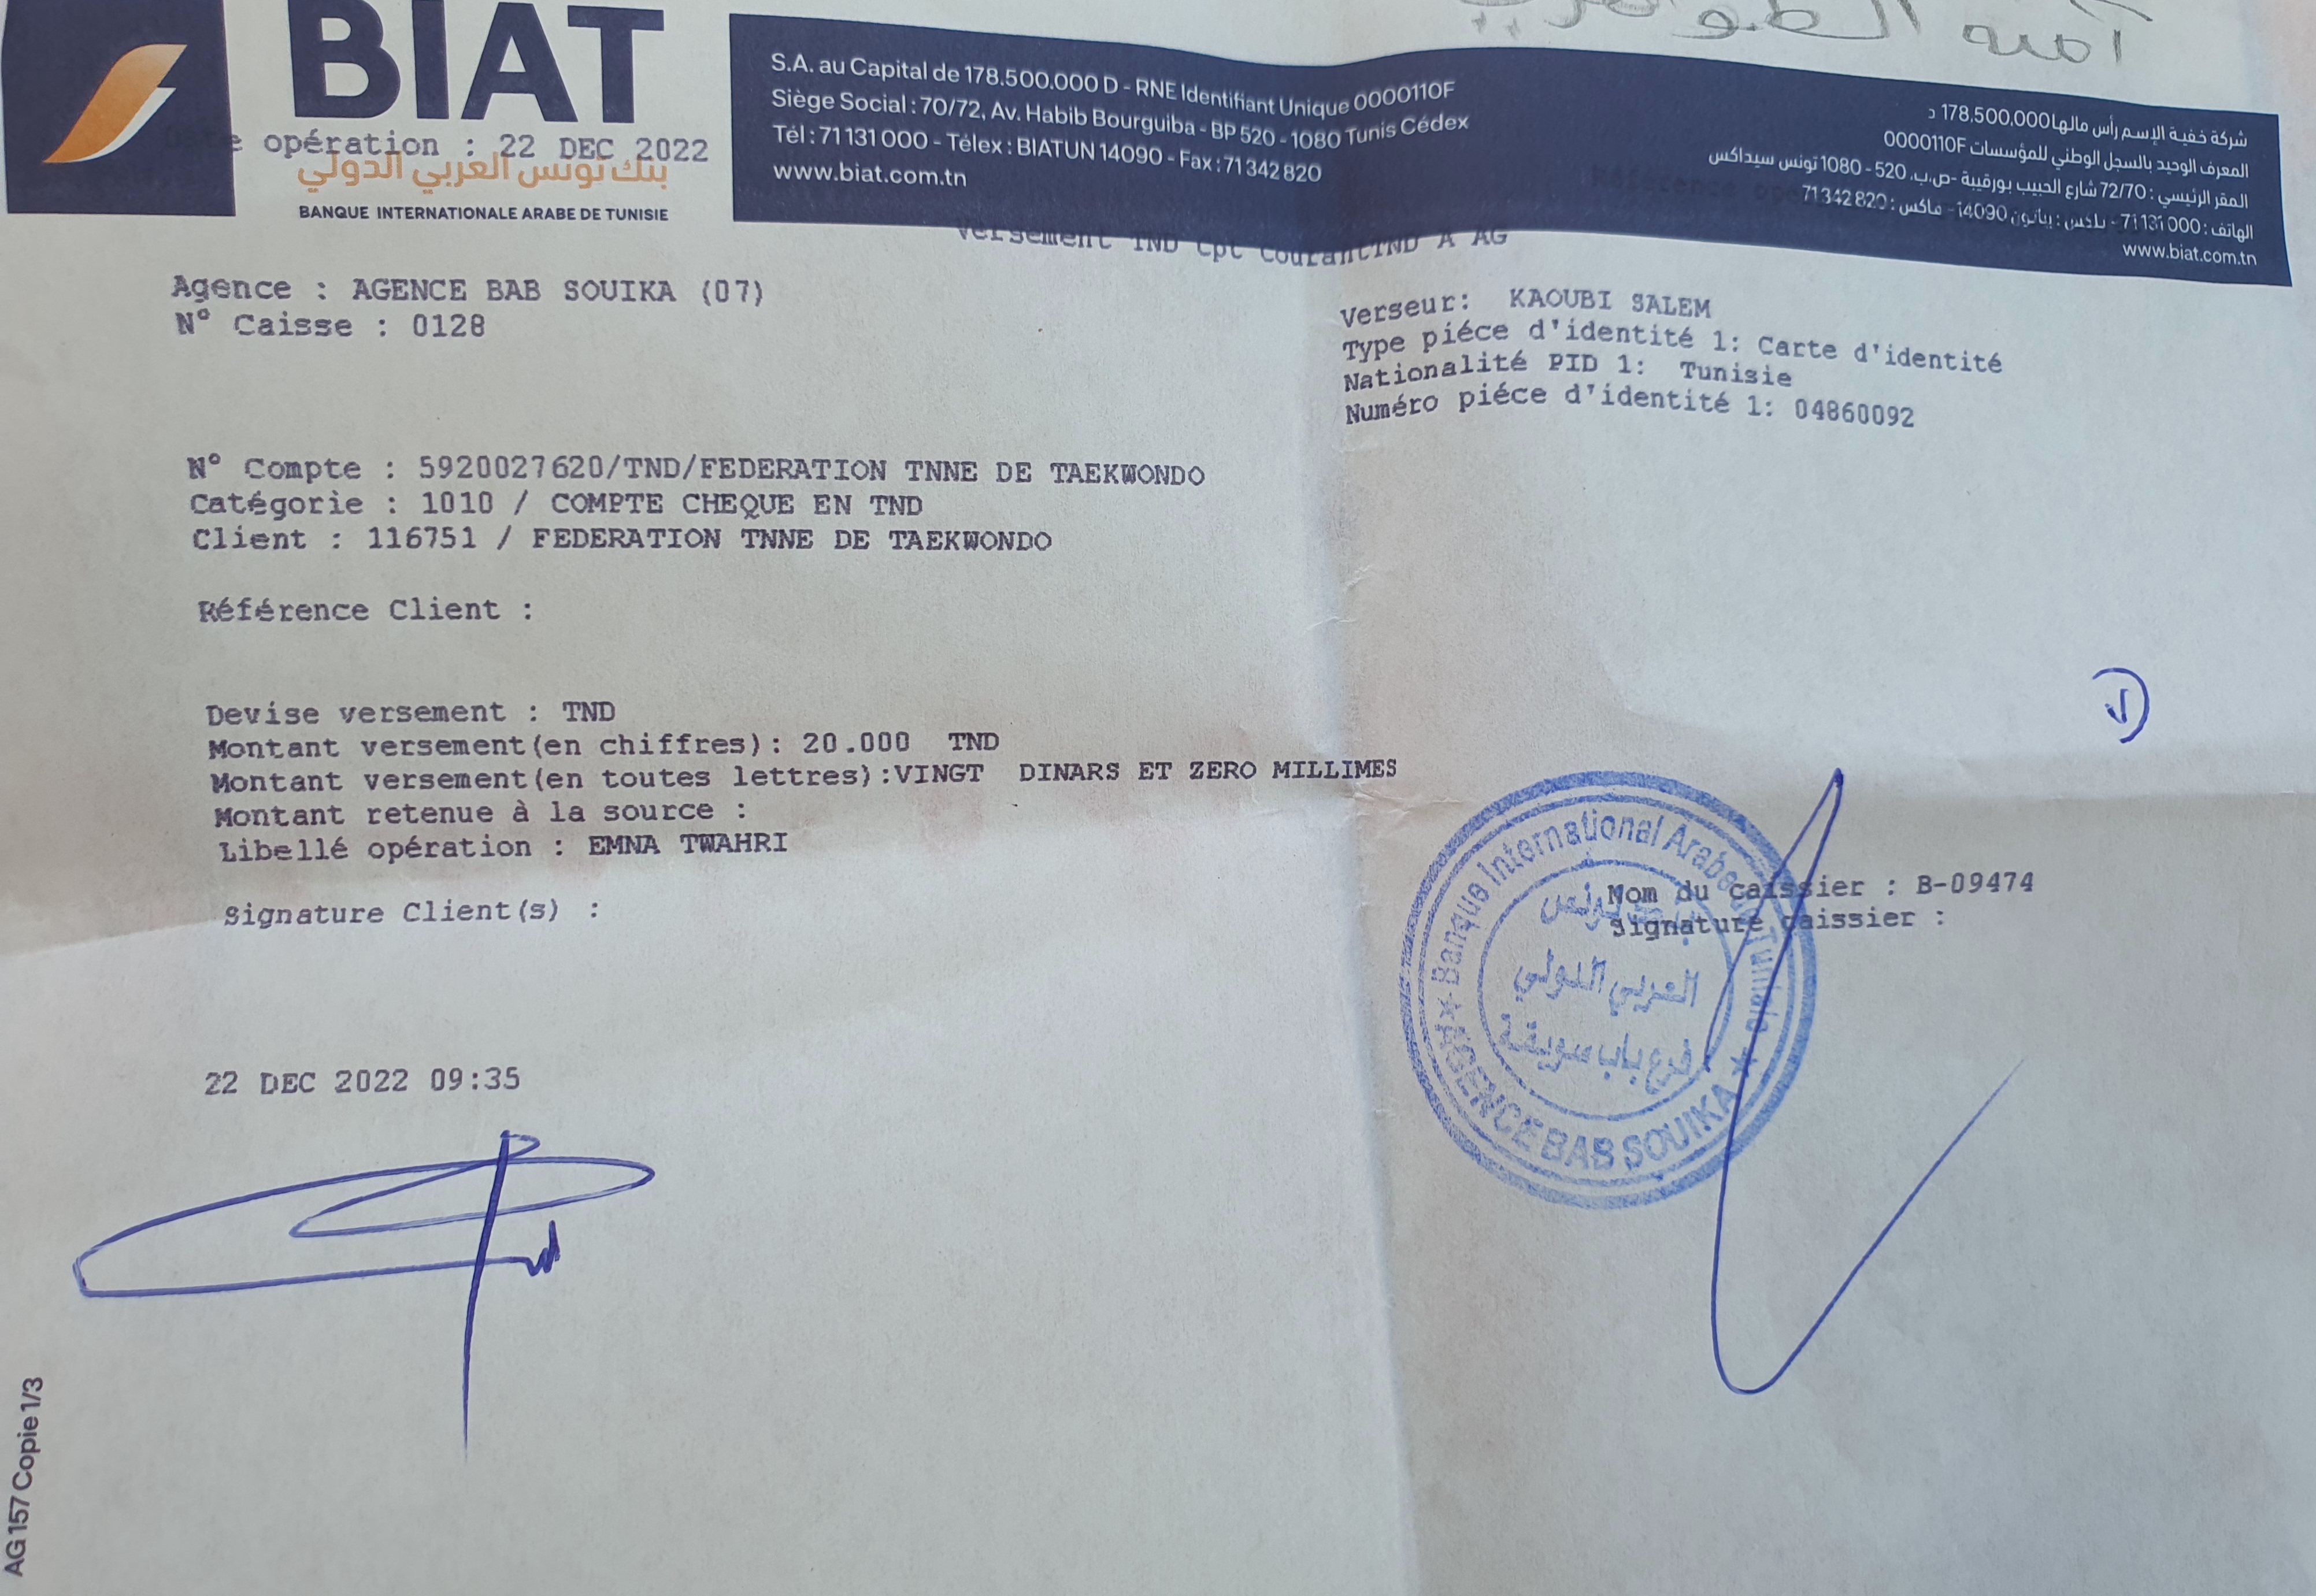 آمنة الطواهري
BIAT
بنك تونس العربي الدولي
BANQUE INTERNATIONALE ARABE DE TUNISIE
S.A. au Capital de 178.500.000 D - RNE Identifiant Unique 0000110F
Siège Social : 70/72, Av. Habib Bourguiba - BP 520 - 1080 Tunis Cédex
Tél : 71 131 000 - Télex : BIATUN 14090 - Fax : 71 342 820
www.biat.com.tn
شركة خفية الإسم رأس مالها 178.500.000 د
المعرف الوحيد بالسجل الوطني للمؤسسات 0000110F
المقر الرئيسي : 72/70 شارع الحبيب بورقيبة -ص.ب. 520 - 1080 تونس سيداكس
الهاتف : 71 131 000 - تلكس : بياتون 14090 - فاكس : 71 342 820
www.biat.com.tn
Date opération : 22 DEC 2022
Versement TND Cpt CourantTND A AG
Agence : AGENCE BAB SOUIKA (07)
N° Caisse : 0128
Verseur: KAOUBI SALEM
Type piéce d'identité 1: Carte d'identité
Nationalité PID 1: Tunisie
Numéro piéce d'identité 1: 04860092
N° Compte : 5920027620/TND/FEDERATION TNNE DE TAEKWONDO
Catégorie : 1010 / COMPTE CHEQUE EN TND
Client : 116751 / FEDERATION TNNE DE TAEKWONDO
Référence Client :
Devise versement : TND
Montant versement(en chiffres): 20.000 TND
Montant versement(en toutes lettres):VINGT DINARS ET ZERO MILLIMES
Montant retenue à la source :
Libellé opération : EMNA TWAHRI
Signature Client(s) :
Nom du caissier : B-09474
Signature caissier :
Banque International Arabe de Tunisie
بنك تونس
العربي الدولي
فرع باب سويقة
AGENCE BAB SOUIKA
22 DEC 2022 09:35
AG 157 Copie 1/3